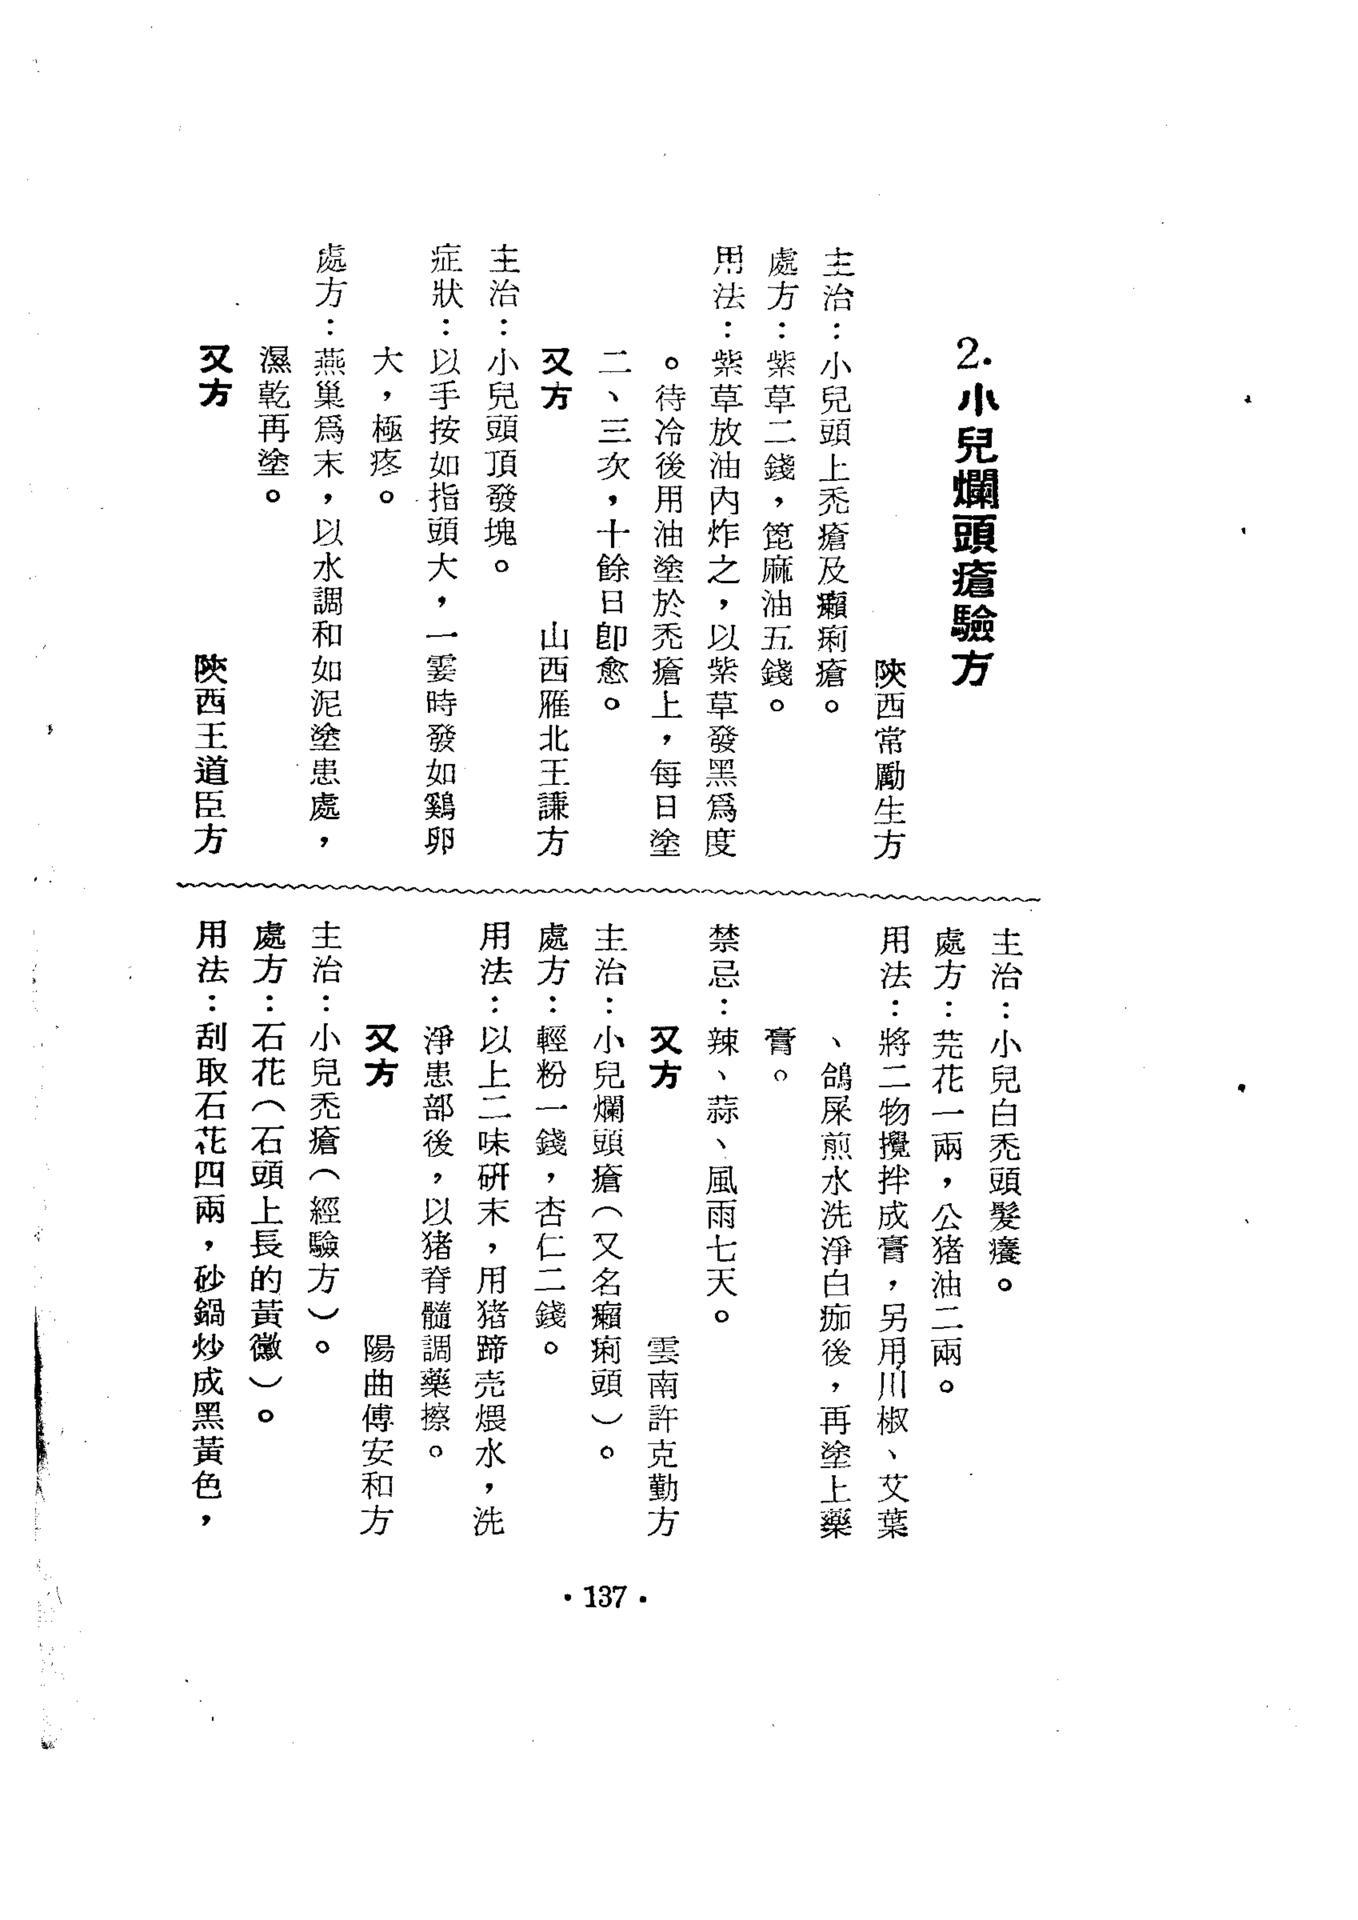 2.小兒爛頭瘡驗方
陝西常勵生方
主治：小兒頭上禿瘡及癩痢瘡。
處方：紫草二錢，箆麻油五錢。
用法：紫草放油內炸之，以紫草發黑爲度
。待冷後用油塗於禿瘡上，每日塗
二、三次，十餘日卽愈。
又方　山西雁北王謙方
主治：小兒頭頂發塊。
症狀：以手按如指頭大，一霎時發如鷄卵
大，極疼。
處方：燕巢爲末，以水調和如泥塗患處，
濕乾再塗。
又方　陝西王道臣方
主治：小兒白禿頭髮癢。
處方：芫花一兩，公猪油二兩。
用法：將二物攪拌成膏，另用川椒、艾葉
、鴿屎煎水洗淨白痂後，再塗上藥
膏。
禁忌：辣、蒜、風雨七天。
又方　雲南許克勤方
主治：小兒爛頭瘡（又名癩痢頭）。
處方：輕粉一錢，杏仁二錢。
用法：以上二味研末，用猪蹄壳煨水，洗
淨患部後，以猪脊髓調藥擦。
又方　陽曲傅安和方
主治：小兒禿瘡（經驗方）。
處方：石花（石頭上長的黃黴）。
用法：刮取石花四兩，砂鍋炒成黑黃色，
·137·